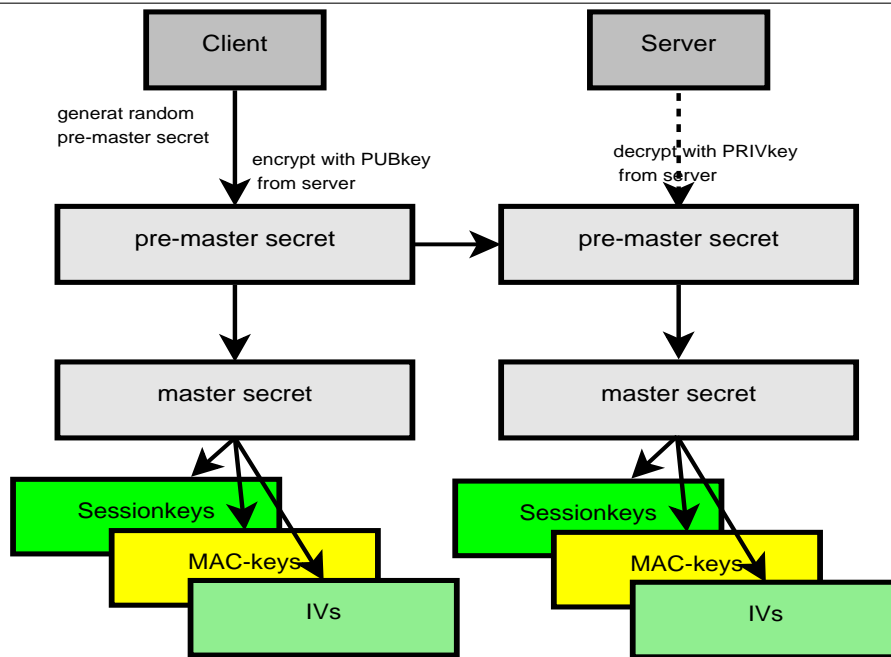 Client
Server
generat random
pre-master secret
encrypt with PUBkey
from server
decrypt with PRIVkey
from server
pre-master secret
pre-master secret
master secret
master secret
Sessionkeys
MAC-keys
IVs
Sessionkeys
MAC-keys
IVs